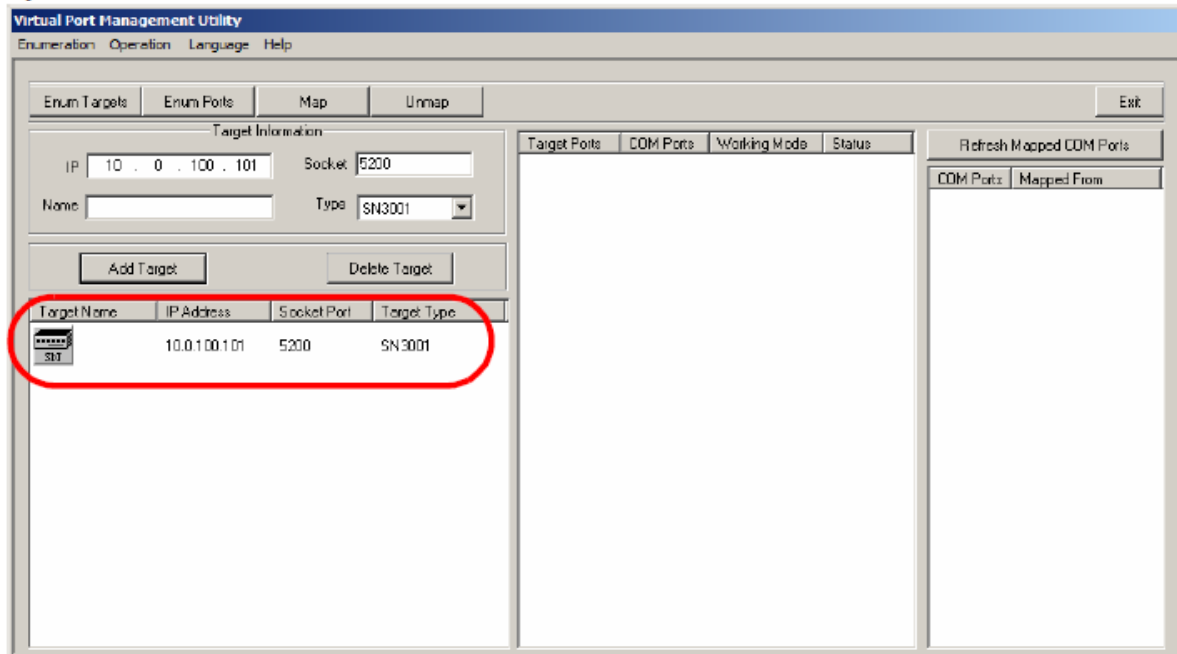 Virtual Port Management Utility
Enumeration Operation Language Help
Enum Targets Enum Ports Map Unmap Exit
Target Information
IP 10 . 0 . 100 . 101 Socket 5200
Name Type SN3001
Add Target Delete Target
Target Name IP Address Socket Port Target Type
10.0.100.101 5200 SN3001
Target Ports COM Ports Working Mode Status
Refresh Mapped COM Ports
COM Ports Mapped From